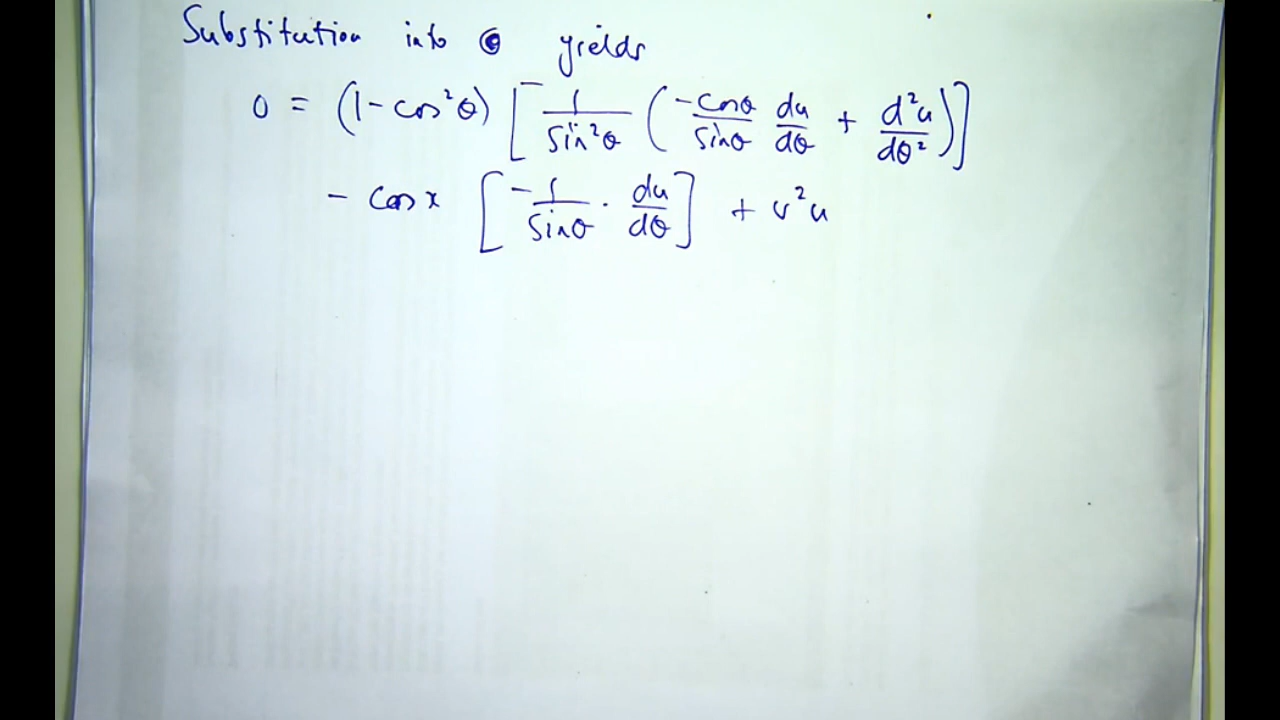 Substitution into © yields
0 = (1 - cos²θ) [ 1/sin²θ ( -cosθ/sinθ du/dθ + d²u/dθ² ) ]
- cos x [ -1/sinθ · du/dθ ] + v²u